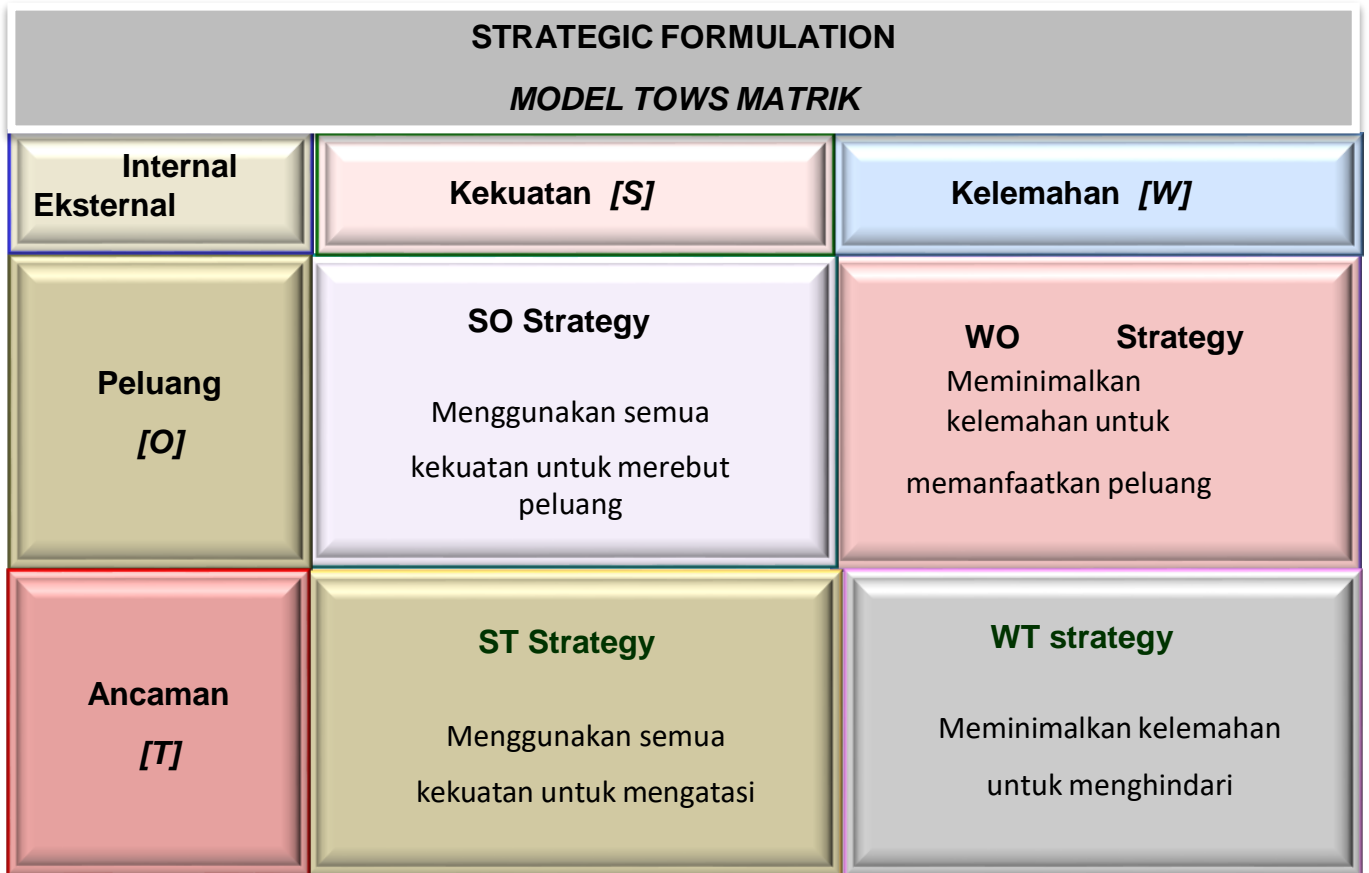 STRATEGIC FORMULATION
MODEL TOWS MATRIK
Internal
Eksternal
Kekuatan [S]
Kelemahan [W]
Peluang
[O]
SO Strategy
Menggunakan semua
kekuatan untuk merebut
peluang
WO Strategy
Meminimalkan
kelemahan untuk
memanfaatkan peluang
Ancaman
[T]
ST Strategy
Menggunakan semua
kekuatan untuk mengatasi
WT strategy
Meminimalkan kelemahan
untuk menghindari